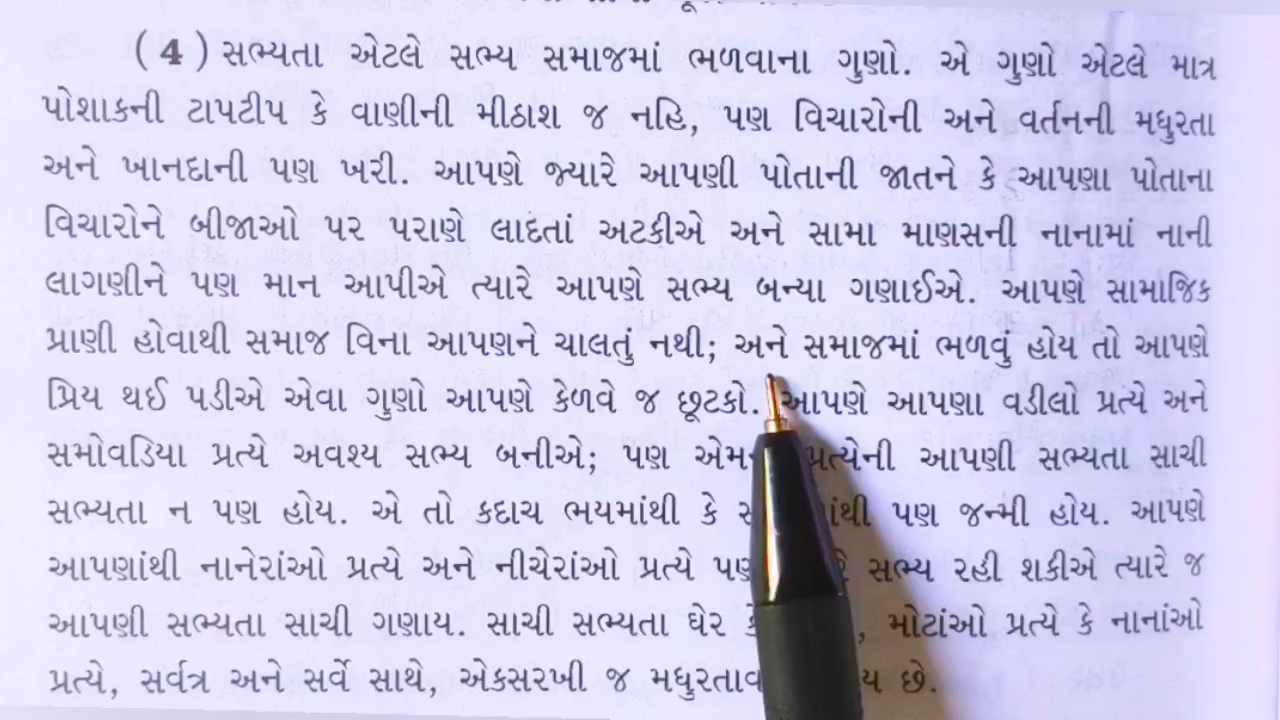 ( 4 ) સભ્યતા એટલે સભ્ય સમાજમાં ભળવાના ગુણો. એ ગુણો એટલે માત્ર
પોશાકની ટાપટીપ કે વાણીની મીઠાશ જ નહિ, પણ વિચારોની અને વર્તનની મધુરતા
અને ખાનદાની પણ ખરી. આપણે જ્યારે આપણી પોતાની જાતને કે આપણા પોતાના
વિચારોને બીજાઓ પર પરાણે લાદતાં અટકીએ અને સામા માણસની નાનામાં નાની
લાગણીને પણ માન આપીએ ત્યારે આપણે સભ્ય બન્યા ગણાઈએ. આપણે સામાજિક
પ્રાણી હોવાથી સમાજ વિના આપણને ચાલતું નથી; અને સમાજમાં ભળવું હોય તો આપણે
પ્રિય થઈ પડીએ એવા ગુણો આપણે કેળવે જ છૂટકો. આપણે આપણા વડીલો પ્રત્યે અને
સમોવડિયા પ્રત્યે અવશ્ય સભ્ય બનીએ; પણ પ્રત્યેની આપણી સભ્યતા સાચી
સભ્યતા ન પણ હોય. એ તો કદાચ ભયમાંથી કે પણ જન્મી હોય. આપણે
આપણાંથી નાનેરાંઓ પ્રત્યે અને નીચેરાંઓ પ્રત્યે સભ્ય રહી શકીએ ત્યારે જ
આપણી સભ્યતા સાચી ગણાય. સાચી સભ્યતા ઘેર મોટાંઓ પ્રત્યે કે નાનાંઓ
પ્રત્યે, સર્વત્ર અને સર્વે સાથે, એકસરખી જ છે.